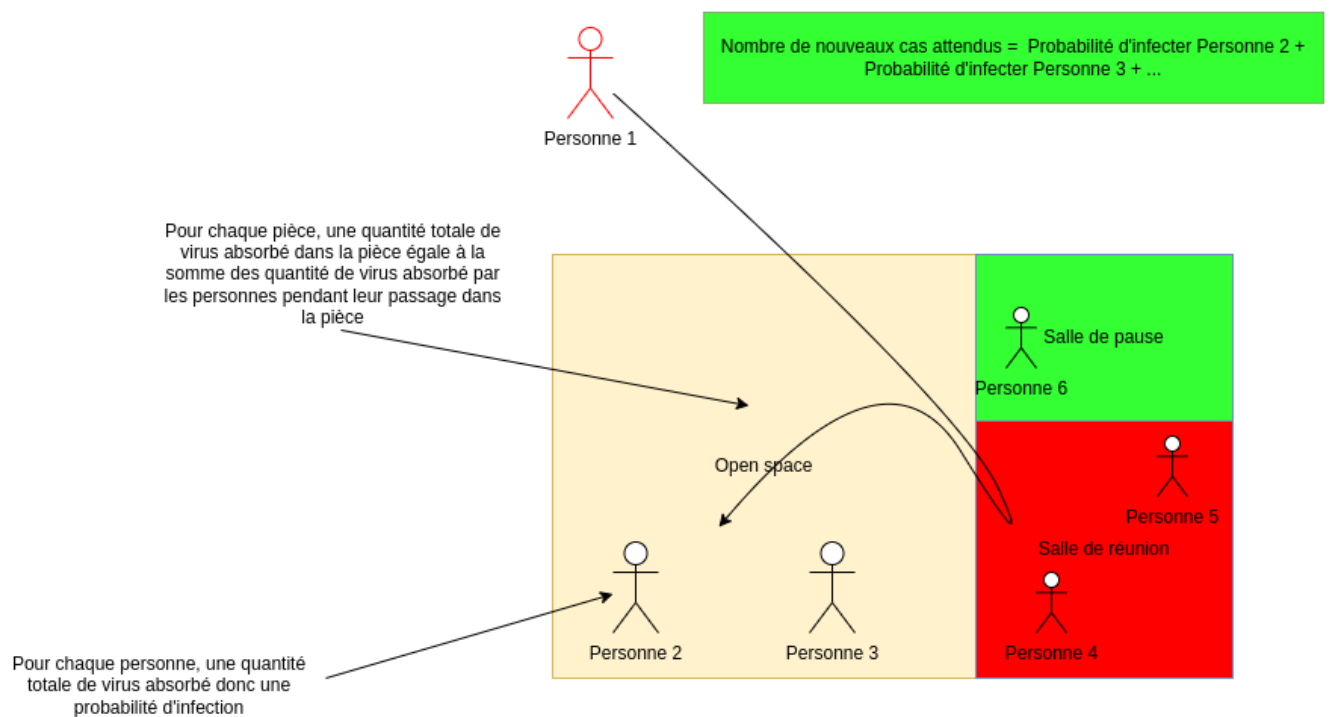 Nombre de nouveaux cas attendus =  Probabilité d'infecter Personne 2 +
Probabilité d'infecter Personne 3 + ...
Personne 1
Pour chaque pièce, une quantité totale de
virus absorbé dans la pièce égale à la
somme des quantité de virus absorbé par
les personnes pendant leur passage dans
la pièce
Salle de pause
Personne 6
Open space
Personne 5
Salle de réunion
Personne 2
Personne 3
Personne 4
Pour chaque personne, une quantité
totale de virus absorbé donc une
probabilité d'infection